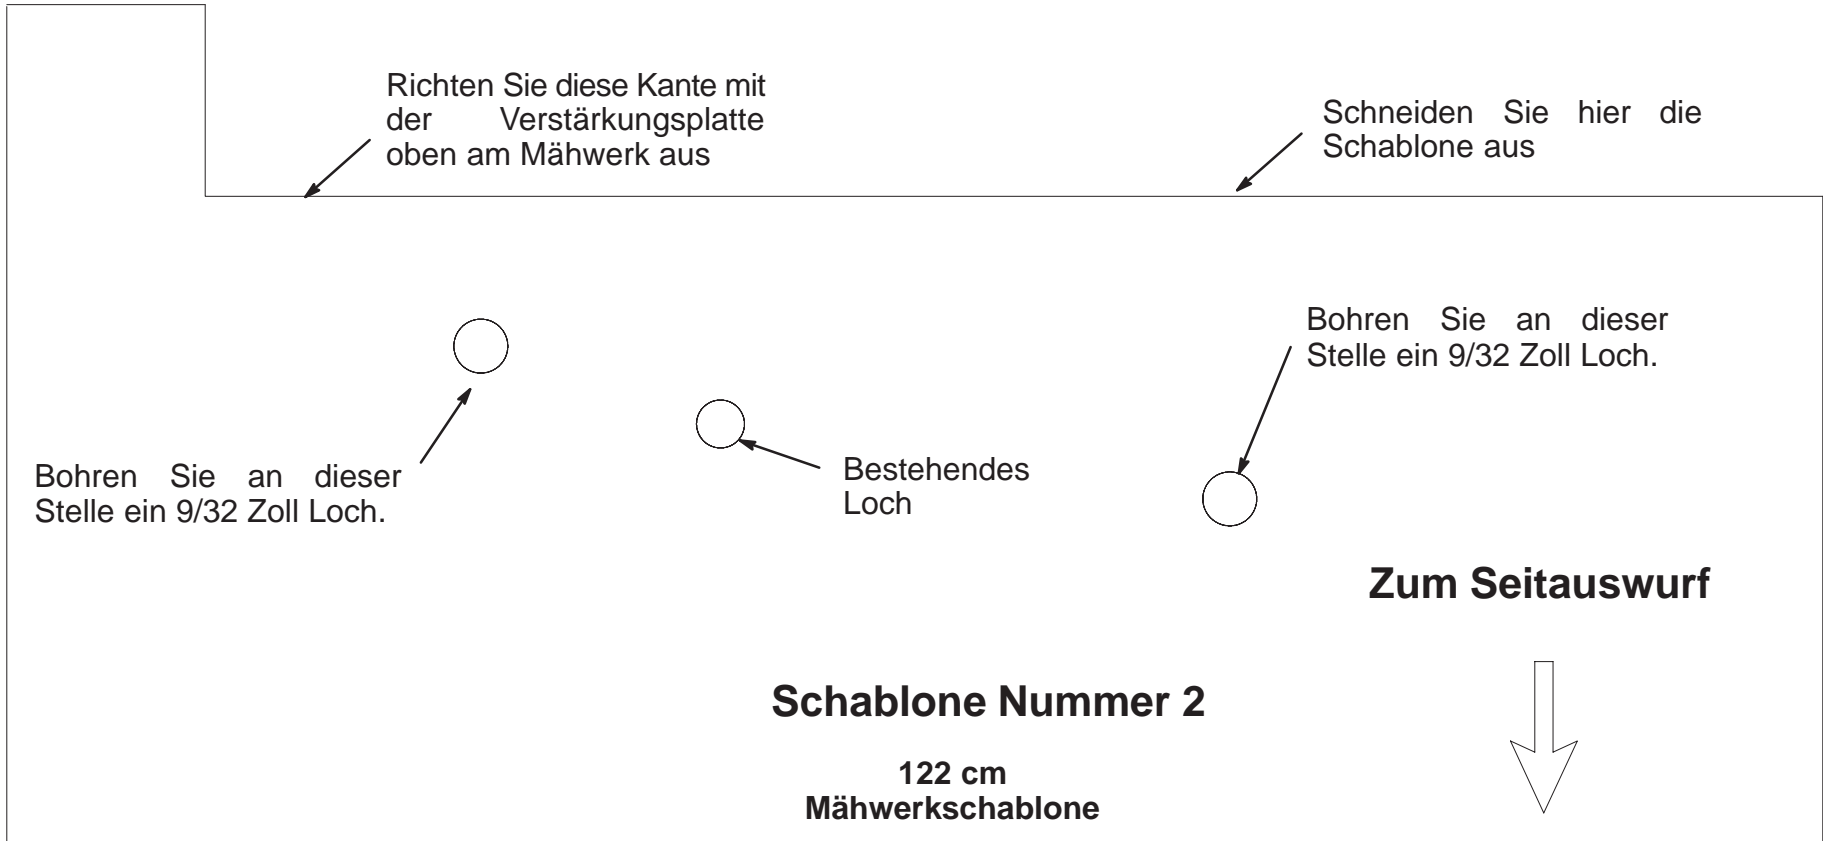 Richten Sie diese Kante mit
der Verstärkungsplatte
oben am Mähwerk aus
Schneiden Sie hier die
Schablone aus
Bohren Sie an dieser
Stelle ein 9/32 Zoll Loch.
Bohren Sie an dieser
Stelle ein 9/32 Zoll Loch.
Bestehendes
Loch
Zum Seitauswurf
Schablone Nummer 2
122 cm
Mähwerkschablone